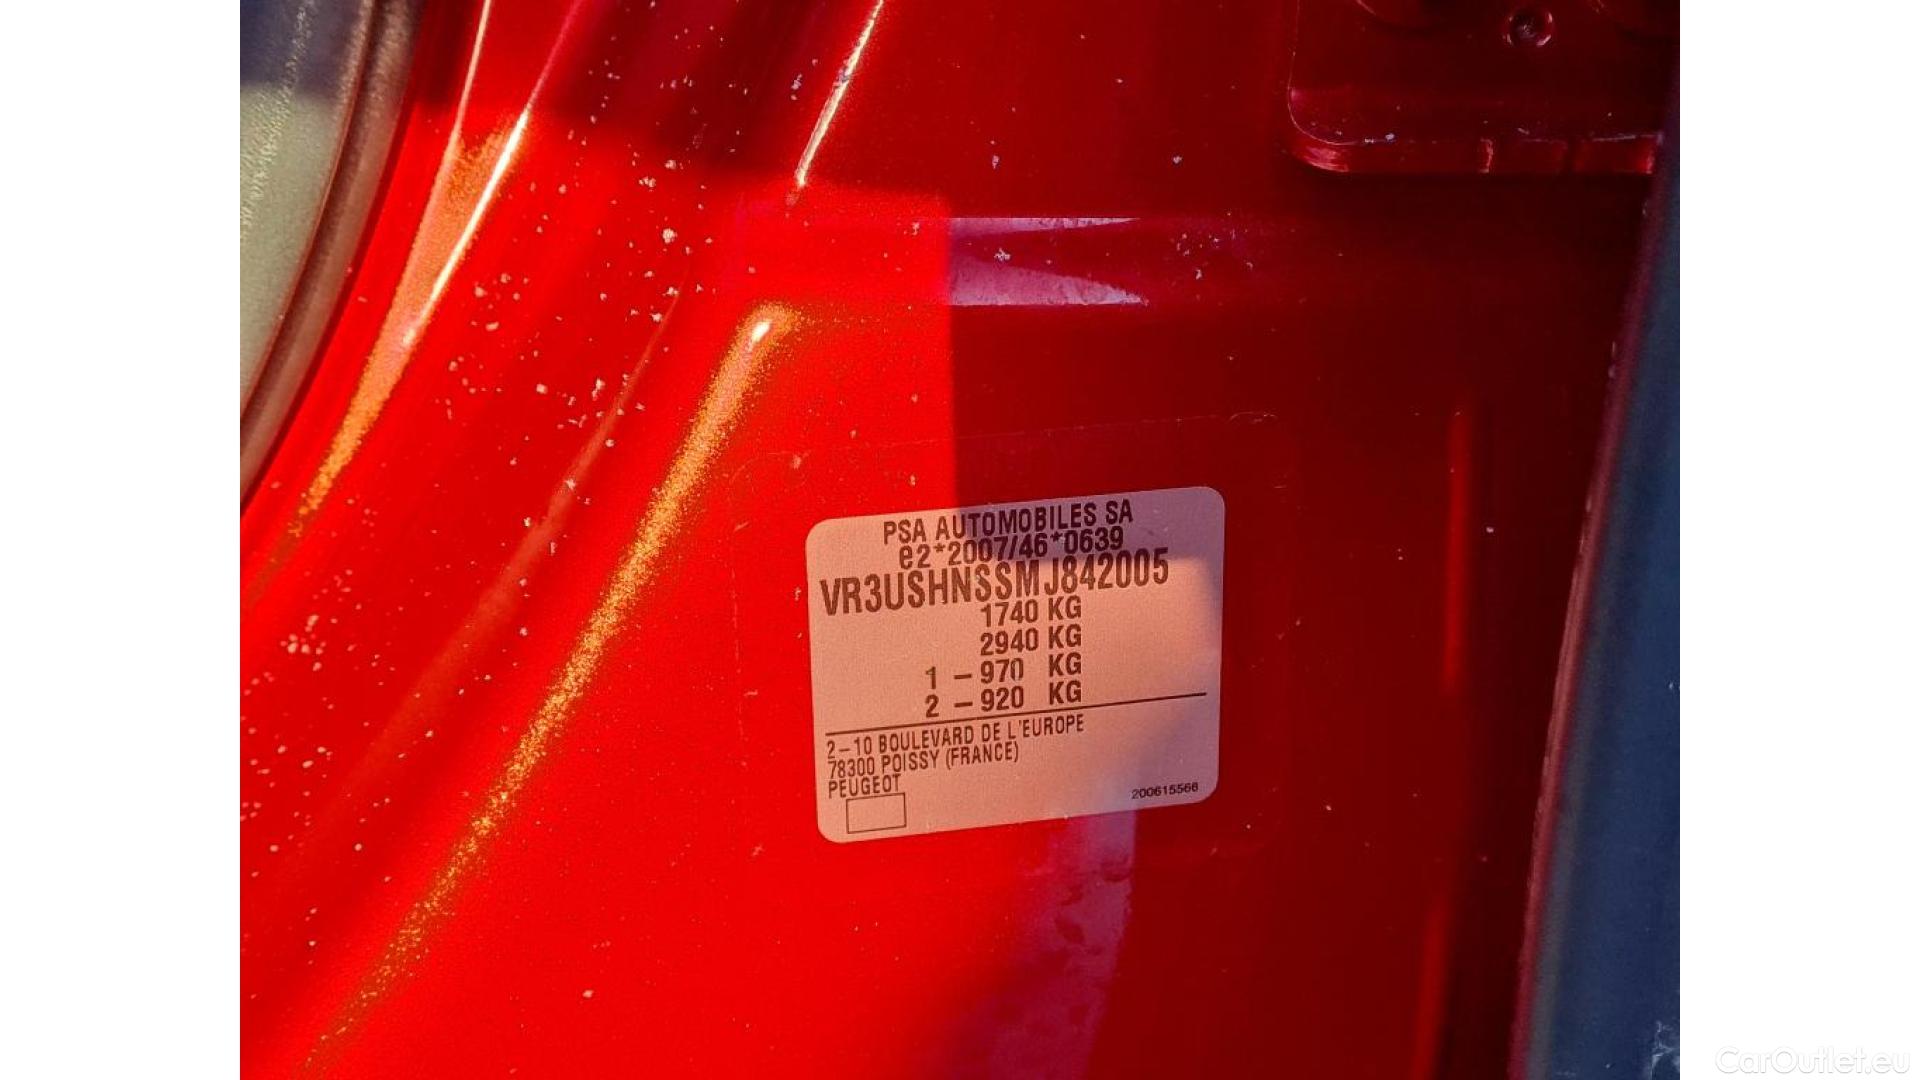 PSA AUTOMOBILES SA
e2*2007/46*0639
VR3USHNSSMJ842005
1740 KG
2940 KG
1 – 970 KG
2 – 920 KG
2–10 BOULEVARD DE L'EUROPE
78300 POISSY (FRANCE)
PEUGEOT
200615566
CarOutlet.eu